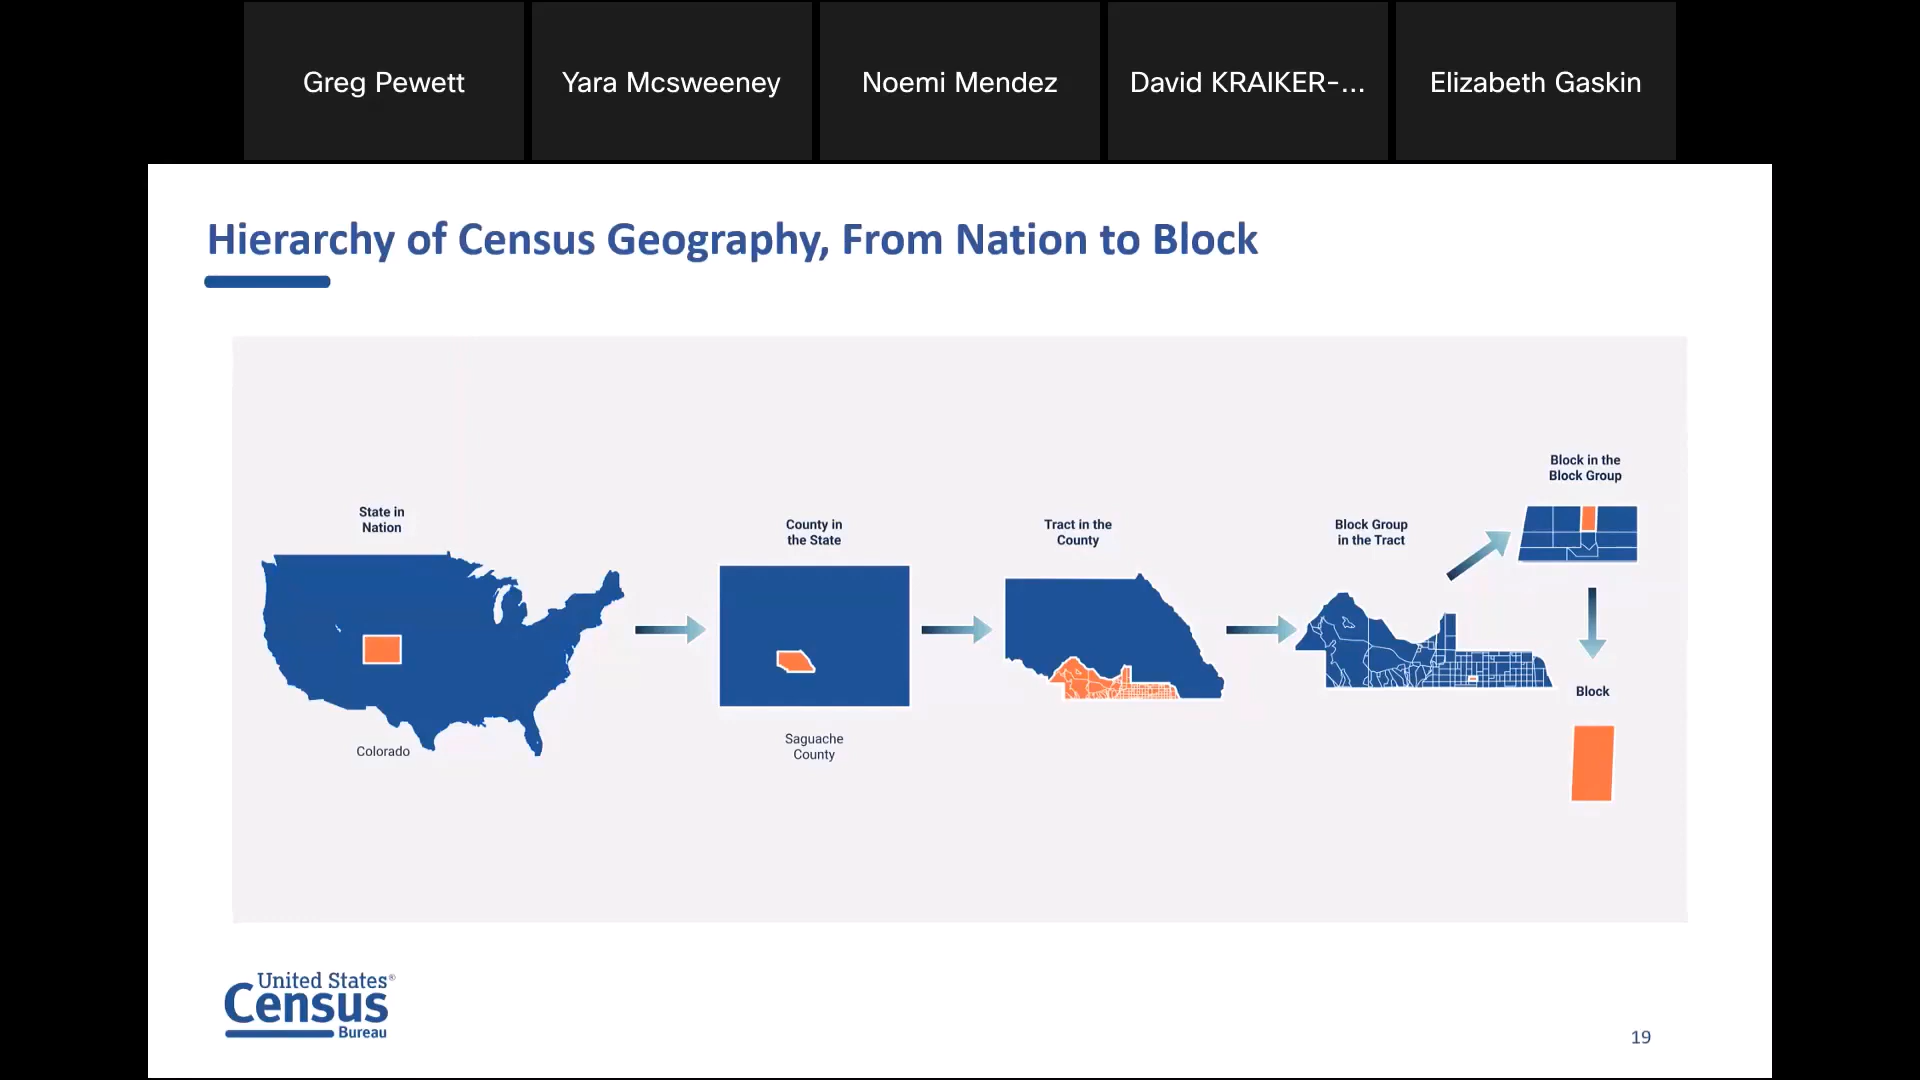 Greg Pewett
Yara Mcsweeney
Noemi Mendez
David KRAIKER-...
Elizabeth Gaskin
Hierarchy of Census Geography, From Nation to Block
State in
Nation
Colorado
County in
the State
Saguache
County
Tract in the
County
Block Group
in the Tract
Block in the
Block Group
Block
United States®
Census
Bureau
19